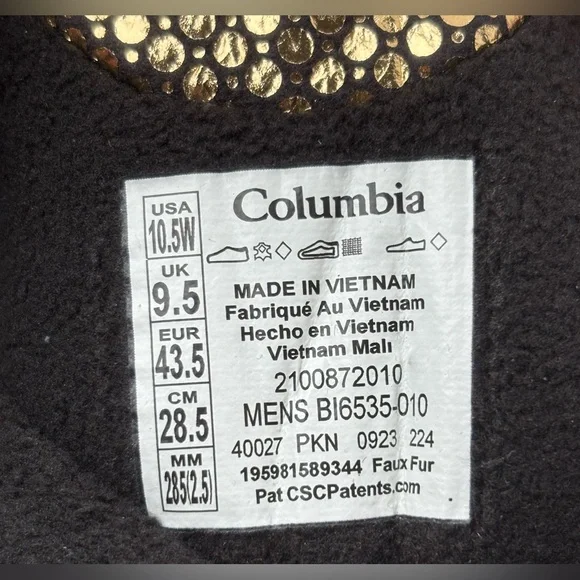 USA
10.5W
UK
9.5
EUR
43.5
CM
28.5
MM
285(2.5)
Columbia
MADE IN VIETNAM
Fabriqué Au Vietnam
Hecho en Vietnam
Vietnam Malı
2100872010
MENS BI6535-010
40027 PKN 0923 224
195981589344 Faux Fur
Pat CSCPatents.com